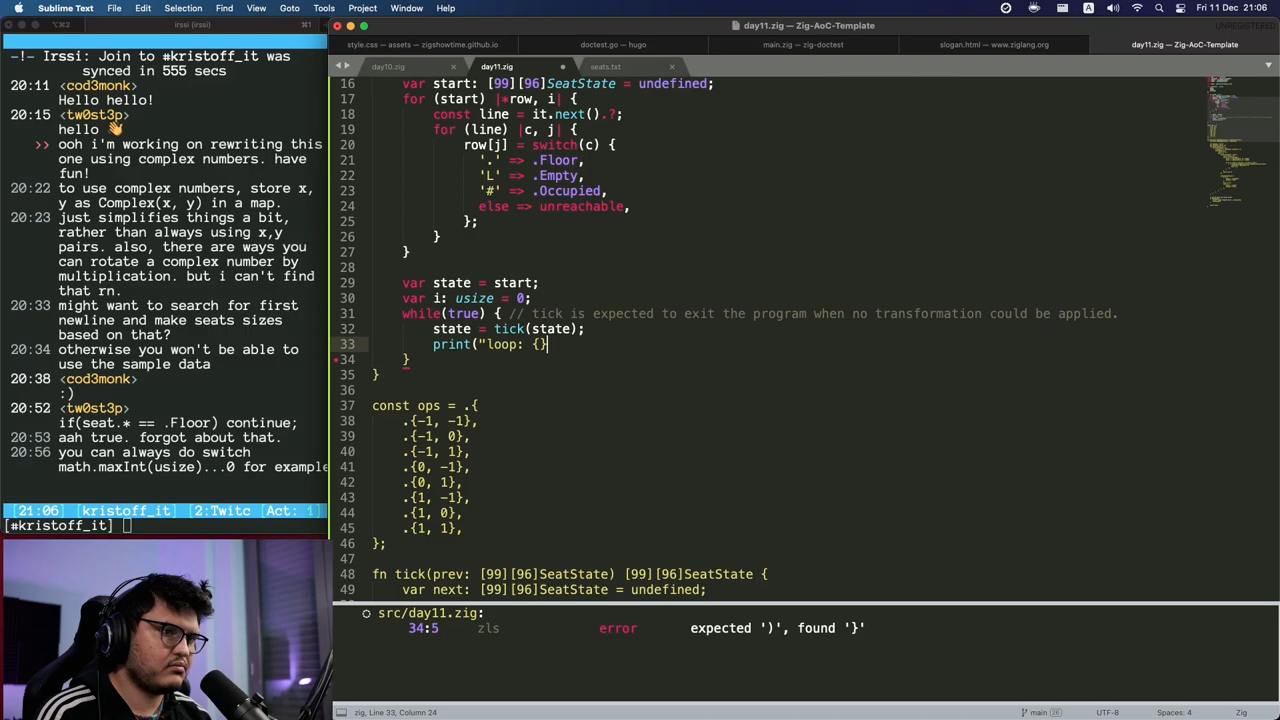 Sublime Text File Edit Selection Find View Goto Tools Project Window Help
Fri 11 Dec 21:06
⌥⌘2 irssi (irssi) ⌘1
-!- Irssi: Join to #kristoff_it was
synced in 555 secs
20:11 <cod3monk>
Hello hello!
20:15 <tw0st3p>
hello 👋
>> ooh i'm working on rewriting this
one using complex numbers. have
fun!
20:22 to use complex numbers, store x,
y as Complex(x, y) in a map.
20:23 just simplifies things a bit,
rather than always using x,y
pairs. also, there are ways you
can rotate a complex number by
multiplication. but i can't find
that rn.
20:33 might want to search for first
newline and make seats sizes
based on that?
20:34 otherwise you won't be able to
use the sample data
20:38 <cod3monk>
:)
20:52 <tw0st3p>
if(seat.* == .Floor) continue;
20:53 aah true. forgot about that.
20:56 you can always do switch
math.maxInt(usize)...0 for example
[21:06] [kristoff_it] [2:Twitc [Act: 1]
[#kristoff_it]
day11.zig — Zig-AoC-Template
UNREGISTERED
style.css — assets — zigshowtime.github.io
doctest.go — hugo
main.zig — zig-doctest
slogan.html — www.ziglang.org
day11.zig — Zig-AoC-Template
day10.zig
day11.zig
seats.txt
16 var start: [99][96]SeatState = undefined;
17 for (start) |*row, i| {
18 const line = it.next().?;
19 for (line) |c, j| {
20 row[j] = switch(c) {
21 '.' => .Floor,
22 'L' => .Empty,
23 '#' => .Occupied,
24 else => unreachable,
25 };
26 }
27 }
28
29 var state = start;
30 var i: usize = 0;
31 while(true) { // tick is expected to exit the program when no transformation could be applied.
32 state = tick(state);
33 print("loop: {}
34 }
35 }
36
37 const ops = .{
38 .{-1, -1},
39 .{-1, 0},
40 .{-1, 1},
41 .{0, -1},
42 .{0, 1},
43 .{1, -1},
44 .{1, 0},
45 .{1, 1},
46 };
47
48 fn tick(prev: [99][96]SeatState) [99][96]SeatState {
49 var next: [99][96]SeatState = undefined;
src/day11.zig:
34:5 zls error expected ')', found '}'
zig, Line 33, Column 24
main 26
UTF-8
Spaces: 4
Zig